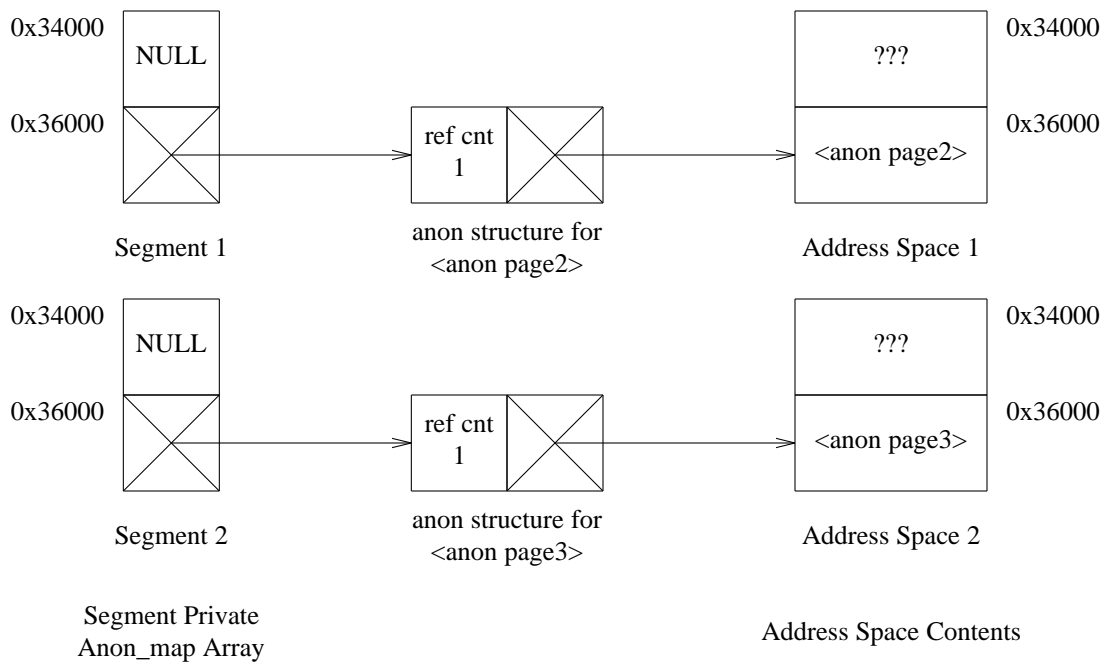 0x34000
NULL
???
0x34000
0x36000
ref cnt
1
<anon page2>
0x36000
Segment 1
anon structure for
<anon page2>
Address Space 1
0x34000
NULL
???
0x34000
0x36000
ref cnt
1
<anon page3>
0x36000
Segment 2
anon structure for
<anon page3>
Address Space 2
Segment Private
Anon_map Array
Address Space Contents